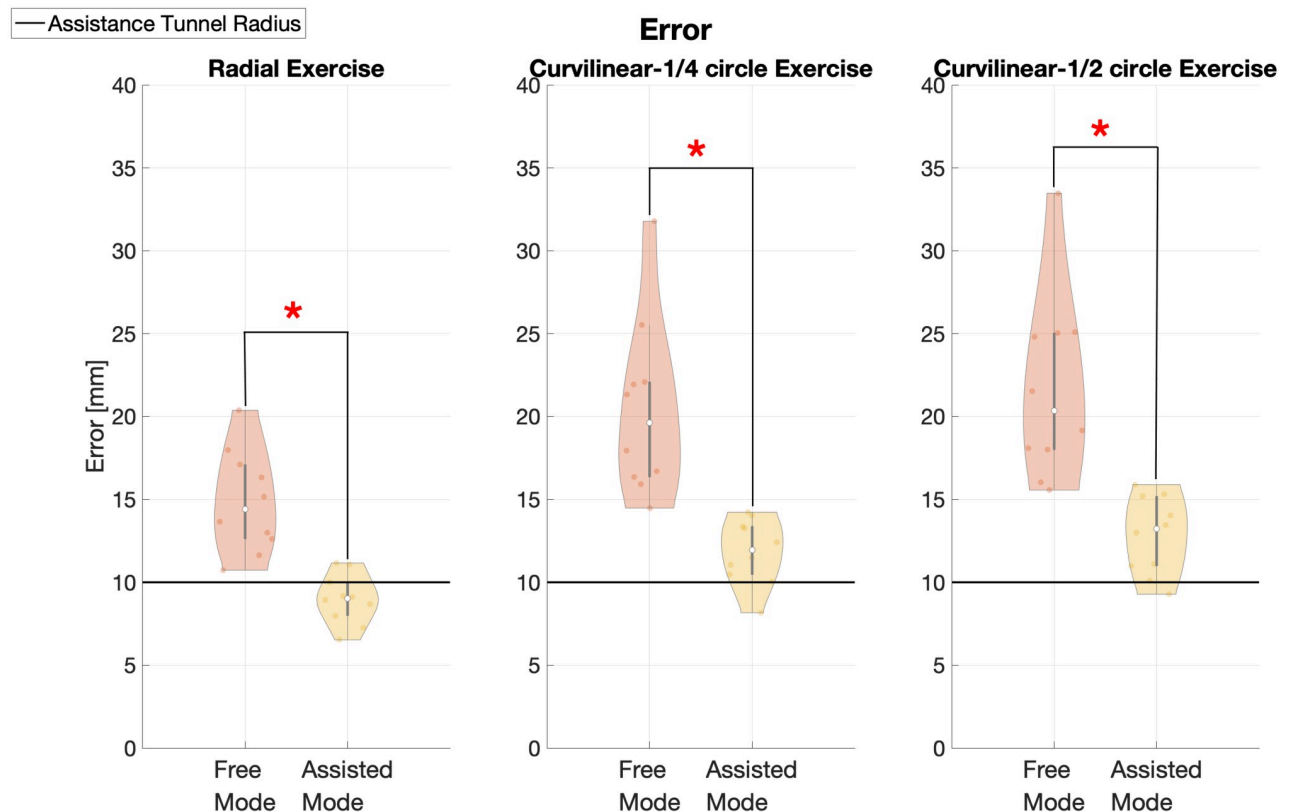 Assistance Tunnel Radius
Error
Radial Exercise
Curvilinear-1/4 circle Exercise
Curvilinear-1/2 circle Exercise
Error [mm]
40
35
30
25
20
15
10
5
0
*
Free Mode
Assisted Mode
40
35
30
25
20
15
10
5
0
*
Free Mode
Assisted Mode
40
35
30
25
20
15
10
5
0
*
Free Mode
Assisted Mode